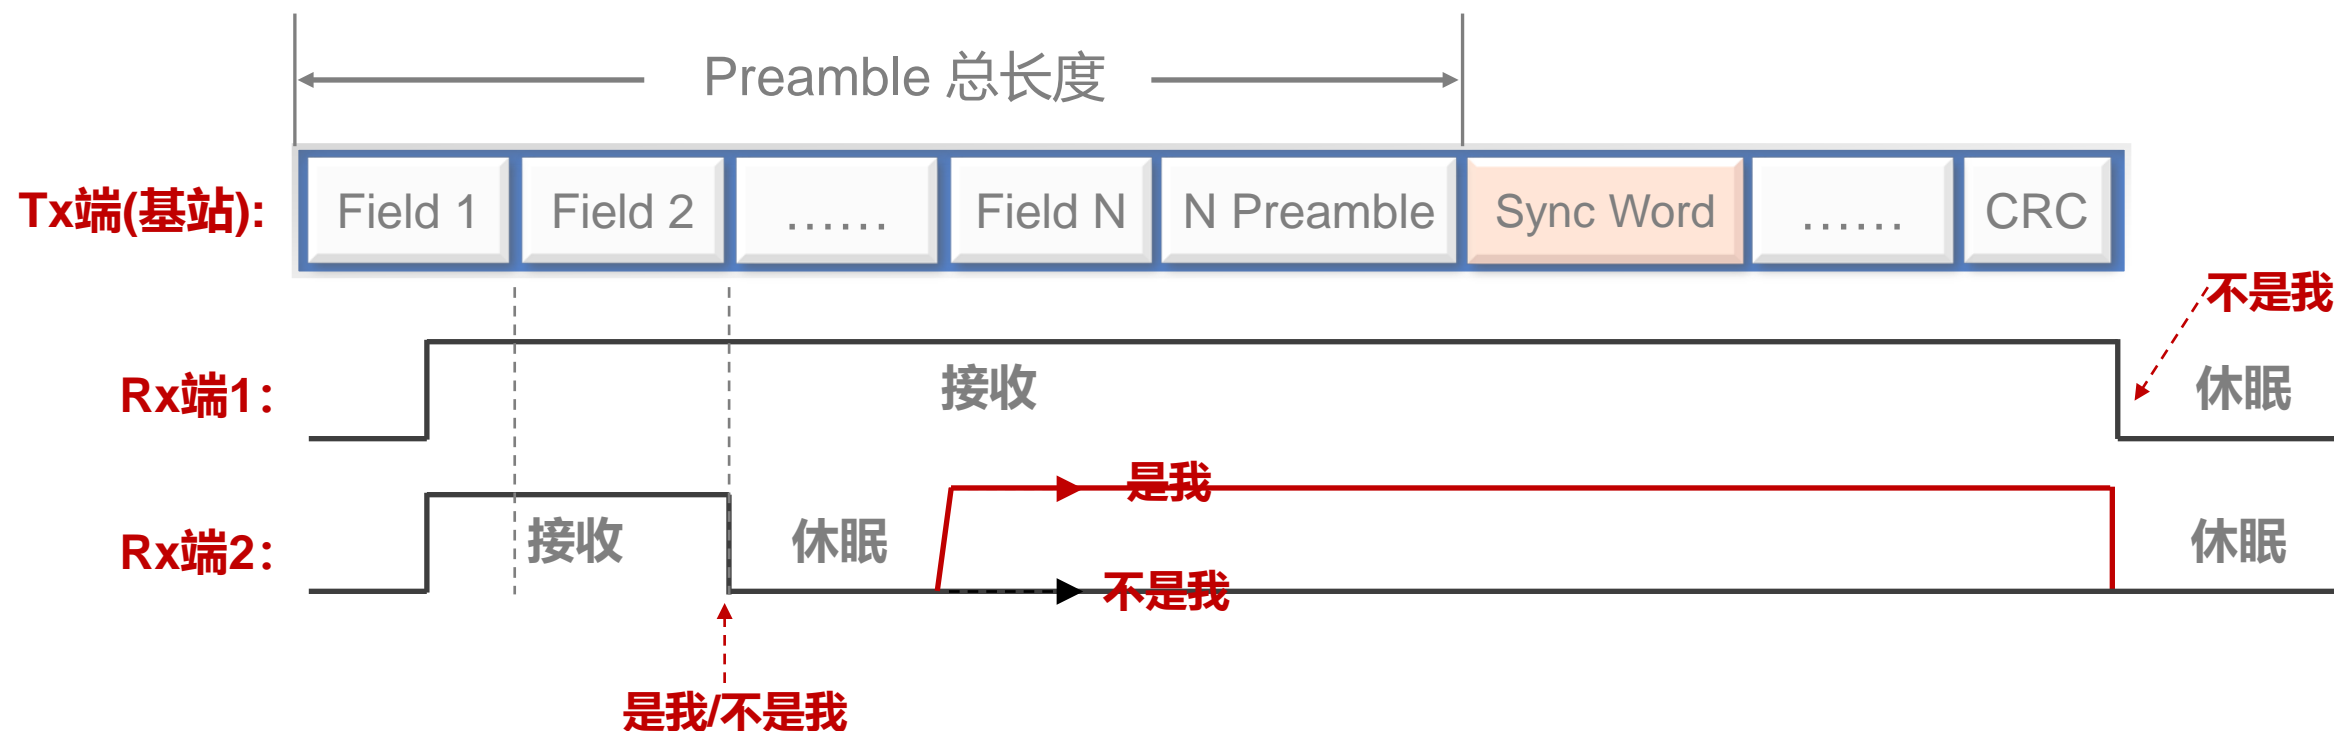 Preamble 总长度
Tx端(基站): Field 1 Field 2 …… Field N N Preamble Sync Word …… CRC
不是我
Rx端1: 接收 休眠
是我
Rx端2: 接收 休眠 休眠
不是我
是我/不是我